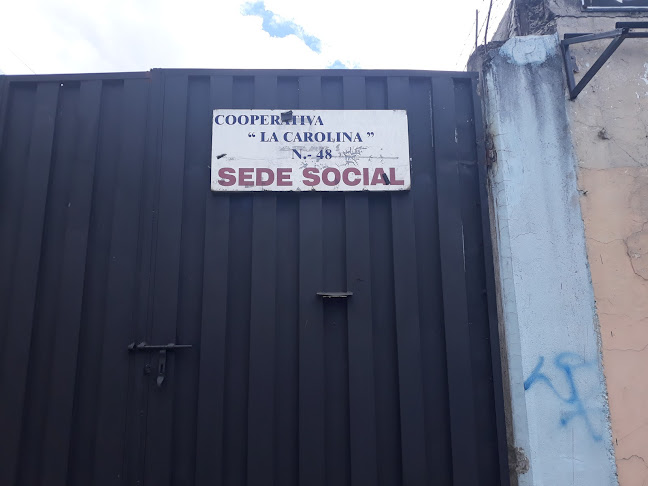 COOPERATIVA
“ LA CAROLINA ”
N.- 48
SEDE SOCIAL